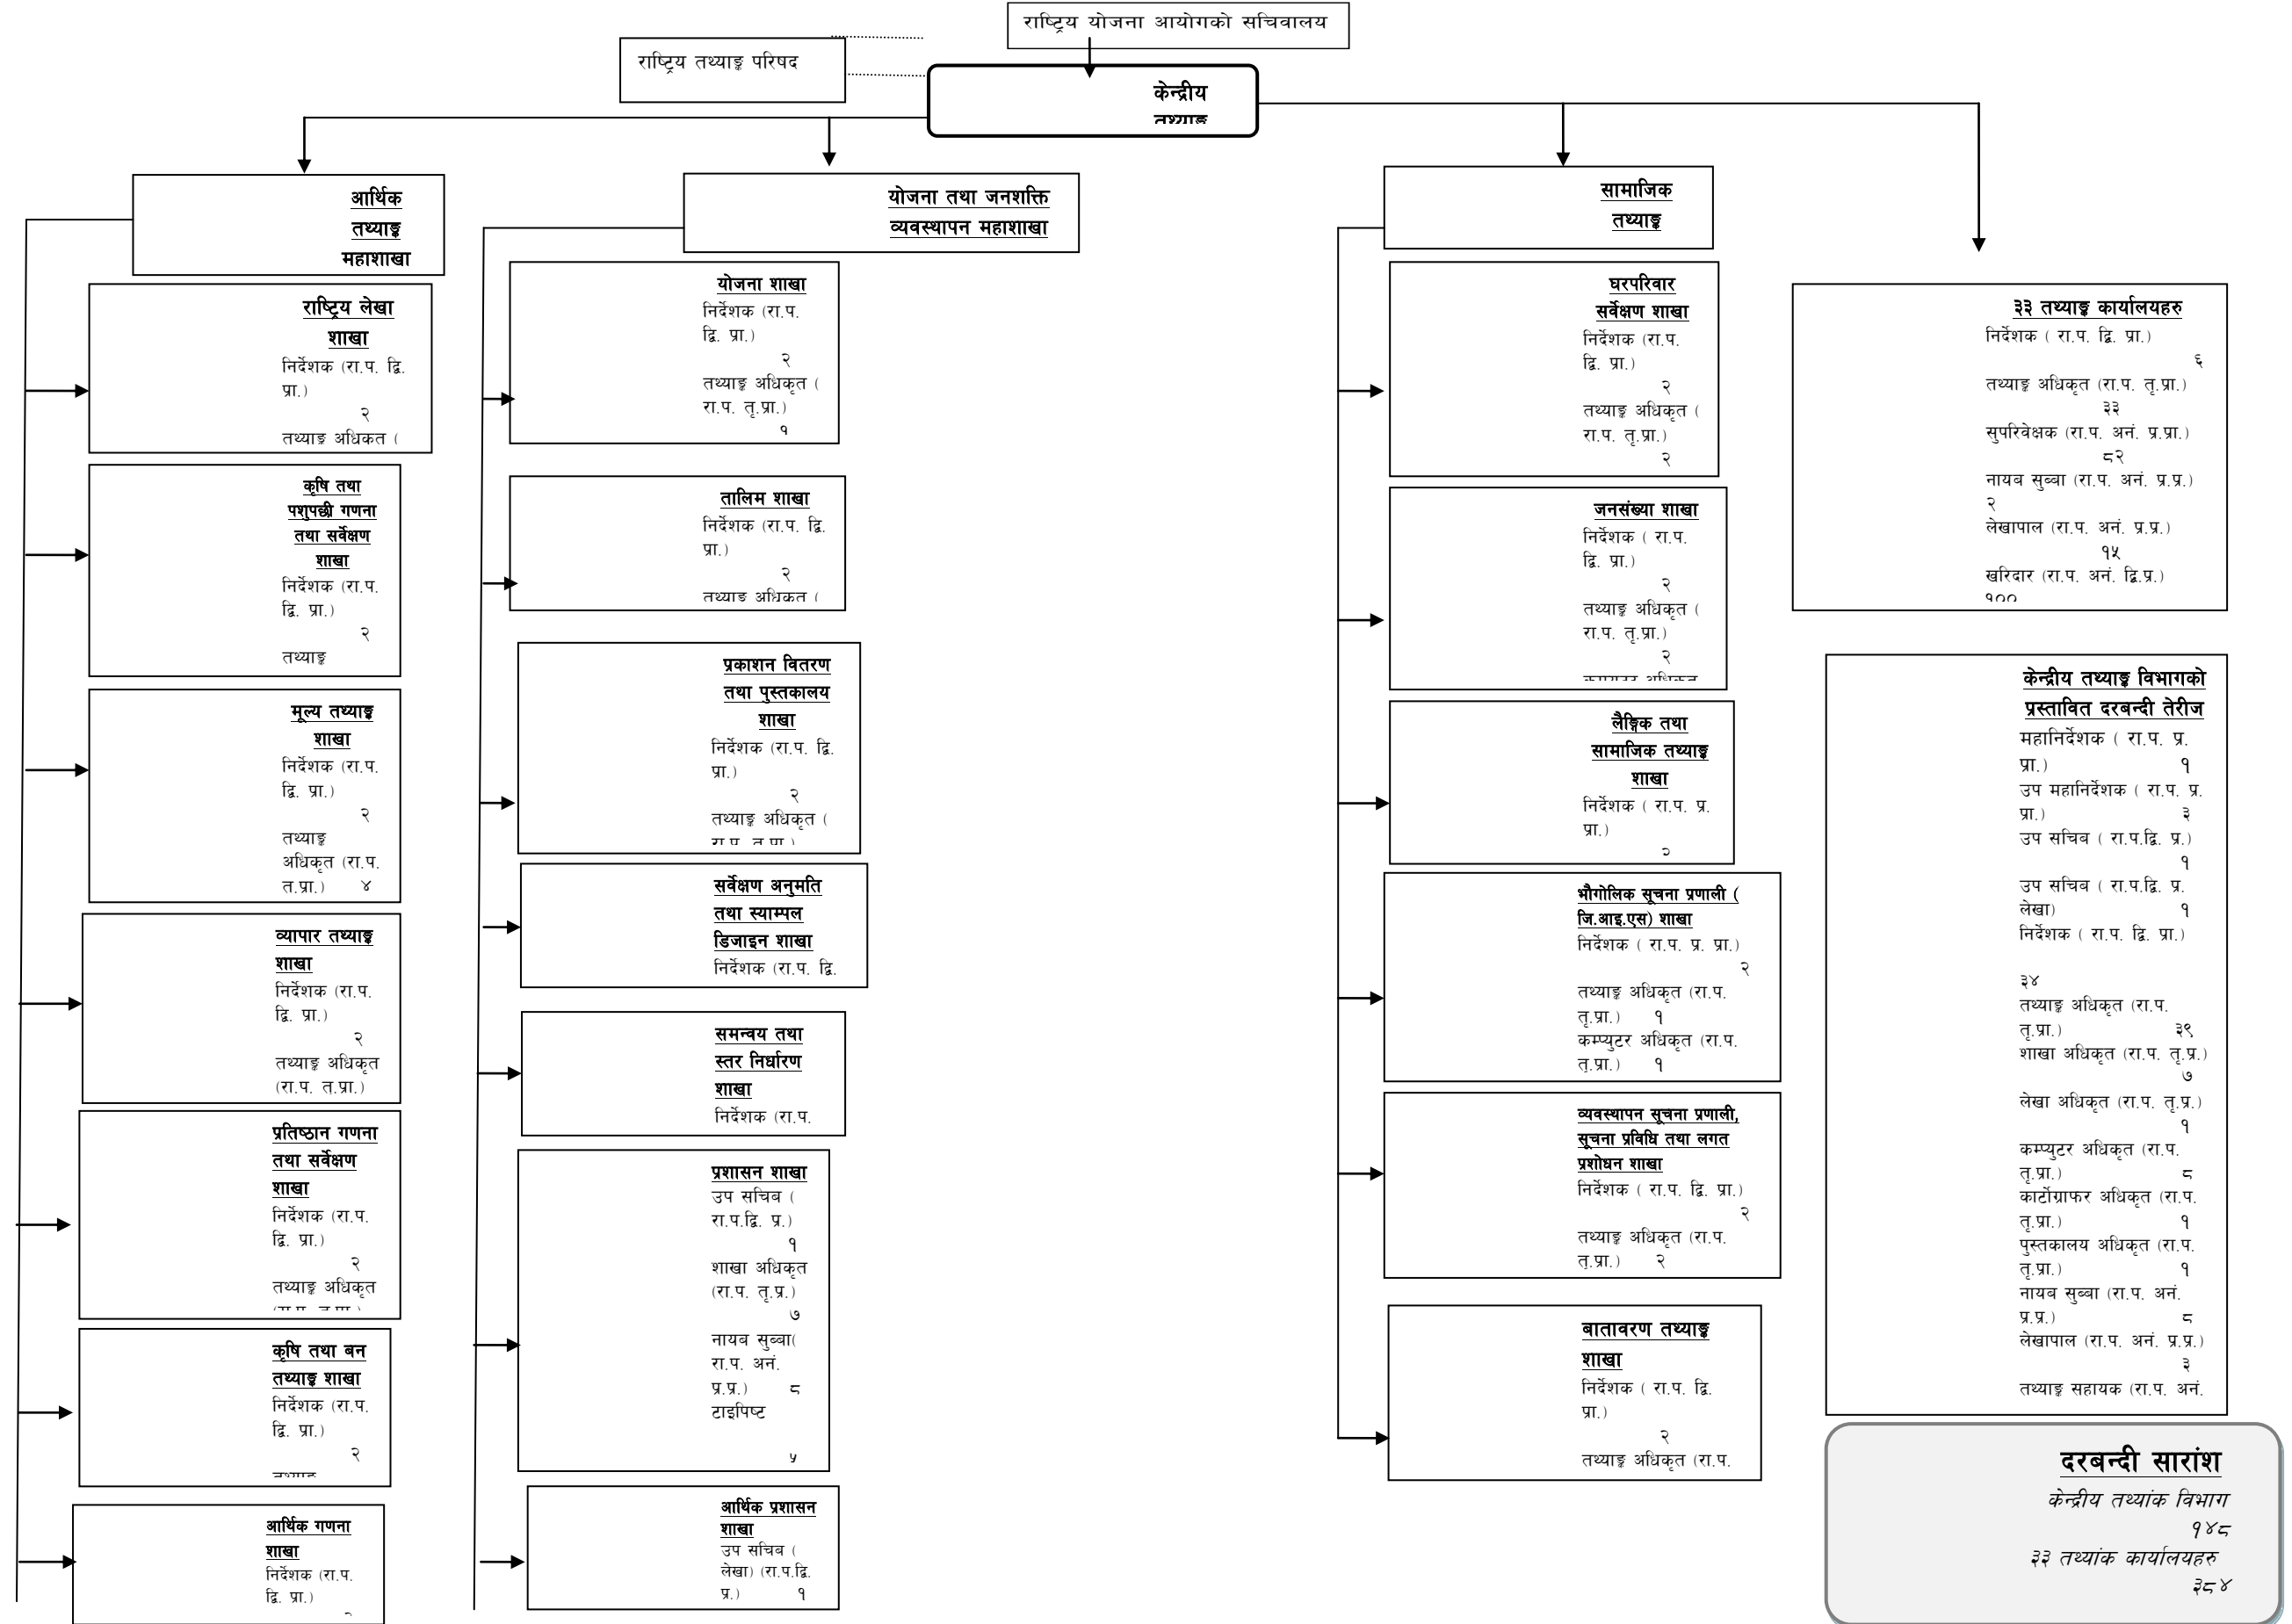 राष्ट्रिय योजना आयोगको सचिवालय
राष्ट्रिय तथ्याङ्क परिषद
केन्द्रीय
तथ्याङ्क
आर्थिक
तथ्याङ्क
महाशाखा
राष्ट्रिय लेखा
शाखा
निर्देशक (रा.प. द्वि.
प्रा.)
२
तथ्याङ्क अधिकृत (
कृषि तथा
पशुपछी गणना
तथा सर्वेक्षण
शाखा
निर्देशक (रा.प.
द्वि. प्रा.)
२
तथ्याङ्क
मूल्य तथ्याङ्क
शाखा
निर्देशक (रा.प.
द्वि. प्रा.)
२
तथ्याङ्क
अधिकृत (रा.प.
तृ.प्रा.) ४
व्यापार तथ्याङ्क
शाखा
निर्देशक (रा.प.
द्वि. प्रा.)
२
तथ्याङ्क अधिकृत
(रा.प. तृ.प्रा.)
प्रतिष्ठान गणना
तथा सर्वेक्षण
शाखा
निर्देशक (रा.प.
द्वि. प्रा.)
२
तथ्याङ्क अधिकृत
कृषि तथा बन
तथ्याङ्क शाखा
निर्देशक (रा.प.
द्वि. प्रा.)
२
आर्थिक गणना
शाखा
निर्देशक (रा.प.
द्वि. प्रा.)
योजना तथा जनशक्ति
व्यवस्थापन महाशाखा
योजना शाखा
निर्देशक (रा.प.
द्वि. प्रा.)
२
तथ्याङ्क अधिकृत (
रा.प. तृ.प्रा.)
१
तालिम शाखा
निर्देशक (रा.प. द्वि.
प्रा.)
२
तथ्याङ्क अधिकृत (
प्रकाशन वितरण
तथा पुस्तकालय
शाखा
निर्देशक (रा.प. द्वि.
प्रा.)
२
तथ्याङ्क अधिकृत (
रा.प. तृ.प्रा.)
सर्वेक्षण अनुमति
तथा स्याम्पल
डिजाइन शाखा
निर्देशक (रा.प. द्वि.
समन्वय तथा
स्तर निर्धारण
शाखा
निर्देशक (रा.प.
प्रशासन शाखा
उप सचिब (
रा.प.द्वि. प्र.)
१
शाखा अधिकृत
(रा.प. तृ.प्र.)
७
नायब सुब्बा(
रा.प. अनं.
प्र.प्र.) ८
टाइपिष्ट
५
आर्थिक प्रशासन
शाखा
उप सचिब (
लेखा) (रा.प.द्वि.
प्र.) १
सामाजिक
तथ्याङ्क
घरपरिवार
सर्वेक्षण शाखा
निर्देशक (रा.प.
द्वि. प्रा.)
२
तथ्याङ्क अधिकृत (
रा.प. तृ.प्रा.)
२
जनसंख्या शाखा
निर्देशक ( रा.प.
द्वि. प्रा.)
२
तथ्याङ्क अधिकृत (
रा.प. तृ.प्रा.)
२
कम्प्युटर अधिकृत
लैङ्गिक तथा
सामाजिक तथ्याङ्क
शाखा
निर्देशक ( रा.प. प्र.
प्रा.)
भौगोलिक सूचना प्रणाली (
जि.आइ.एस) शाखा
निर्देशक ( रा.प. प्र. प्रा.)
२
तथ्याङ्क अधिकृत (रा.प.
तृ.प्रा.) १
कम्प्युटर अधिकृत (रा.प.
तृ.प्रा.) १
व्यवस्थापन सूचना प्रणाली,
सूचना प्रविधि तथा लगत
प्रशोधन शाखा
निर्देशक ( रा.प. द्वि. प्रा.)
२
तथ्याङ्क अधिकृत (रा.प.
तृ.प्रा.) २
बातावरण तथ्याङ्क
शाखा
निर्देशक ( रा.प. द्वि.
प्रा.)
२
तथ्याङ्क अधिकृत (रा.प.
३३ तथ्याङ्क कार्यालयहरु
निर्देशक ( रा.प. द्वि. प्रा.)
६
तथ्याङ्क अधिकृत (रा.प. तृ.प्रा.)
३३
सुपरिवेक्षक (रा.प. अनं. प्र.प्रा.)
८२
नायब सुब्बा (रा.प. अनं. प्र.प्र.)
२
लेखापाल (रा.प. अनं. प्र.प्र.)
१५
खरिदार (रा.प. अनं. द्वि.प्र.)
१००
केन्द्रीय तथ्याङ्क विभागको
प्रस्तावित दरबन्दी तेरीज
महानिर्देशक ( रा.प. प्र.
प्रा.) १
उप महानिर्देशक ( रा.प. प्र.
प्रा.) ३
उप सचिब ( रा.प.द्वि. प्र.)
१
उप सचिब ( रा.प.द्वि. प्र.
लेखा) १
निर्देशक ( रा.प. द्वि. प्रा.)
३४
तथ्याङ्क अधिकृत (रा.प.
तृ.प्रा.) ३९
शाखा अधिकृत (रा.प. तृ.प्र.)
७
लेखा अधिकृत (रा.प. तृ.प्र.)
१
कम्प्युटर अधिकृत (रा.प.
तृ.प्रा.) ८
कार्टोग्राफर अधिकृत (रा.प.
तृ.प्रा.) १
पुस्तकालय अधिकृत (रा.प.
तृ.प्रा.) १
नायब सुब्बा (रा.प. अनं.
प्र.प्र.) ८
लेखापाल (रा.प. अनं. प्र.प्र.)
३
तथ्याङ्क सहायक (रा.प. अनं.
दरबन्दी सारांश
केन्द्रीय तथ्यांक विभाग
१४८
३३ तथ्यांक कार्यालयहरु
३८४